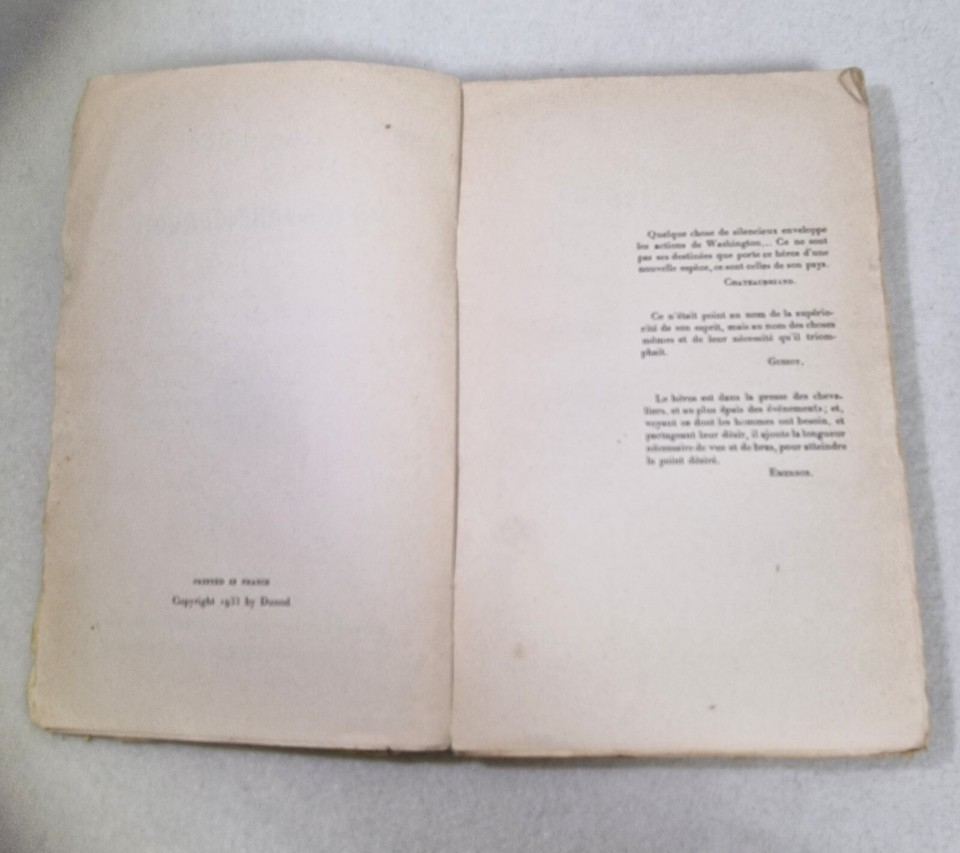 PRINTED IN FRANCE
Copyright 1933 by Dunod
Quelque chose de silencieux enveloppe
les actions de Washington... Ce ne sont
pas ses destinées que porte ce héros d'une
nouvelle espèce, ce sont celles de son pays.
CHATEAUBRIAND.
Ce n'était point au nom de la supério-
rité de son esprit, mais au nom des choses
mêmes et de leur nécessité qu'il triom-
phait.
GUIZOT.
Le héros est dans la presse des cheva-
liers, et au plus épais des événements ; et,
voyant ce dont les hommes ont besoin, et
partageant leur désir, il ajoute la longueur
nécessaire de vue et de bras, pour atteindre
le point désiré.
EMERSON.